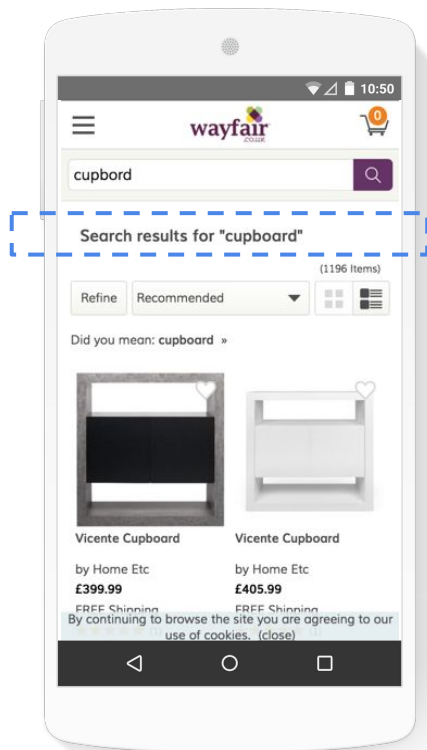 10:50
wayfair
.co.uk
0
cupbord
Search results for "cupboard"
(1196 Items)
Refine
Recommended
Did you mean: cupboard »
Vicente Cupboard
Vicente Cupboard
by Home Etc
by Home Etc
£399.99
£405.99
FREE Shipping
FREE Shipping
By continuing to browse the site you are agreeing to our
use of cookies. (close)